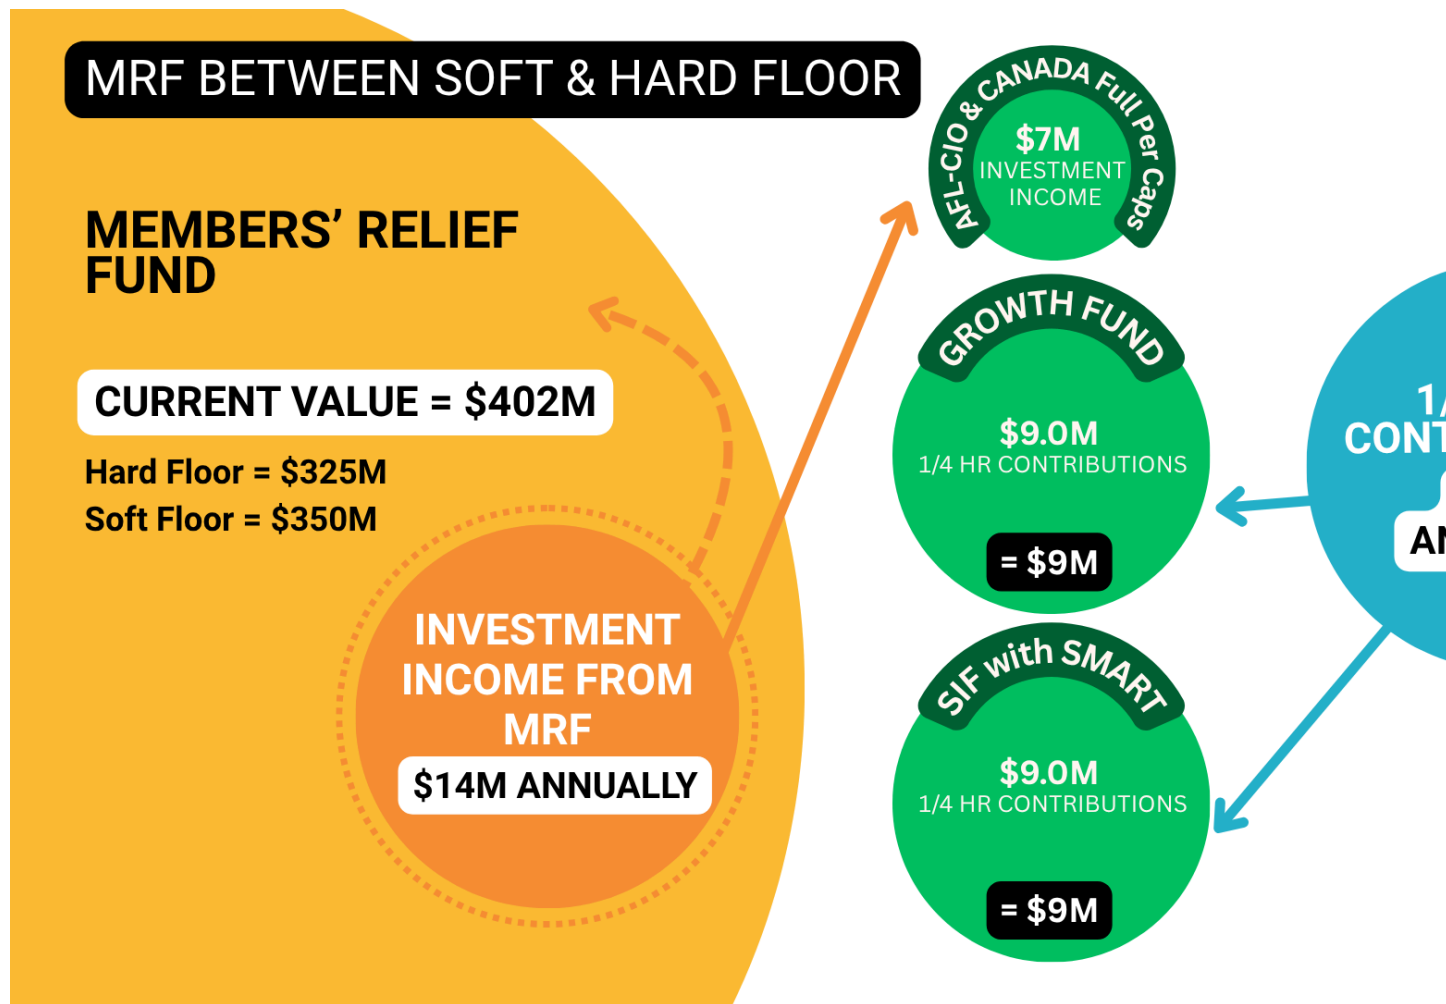 MRF BETWEEN SOFT & HARD FLOOR
MEMBERS’ RELIEF
FUND
CURRENT VALUE = $402M
Hard Floor = $325M
Soft Floor = $350M
INVESTMENT
INCOME FROM
MRF
$14M ANNUALLY
AFL-CIO & CANADA Full Per Caps
$7M
INVESTMENT
INCOME
GROWTH FUND
$9.0M
1/4 HR CONTRIBUTIONS
= $9M
SIF with SMART
$9.0M
1/4 HR CONTRIBUTIONS
= $9M